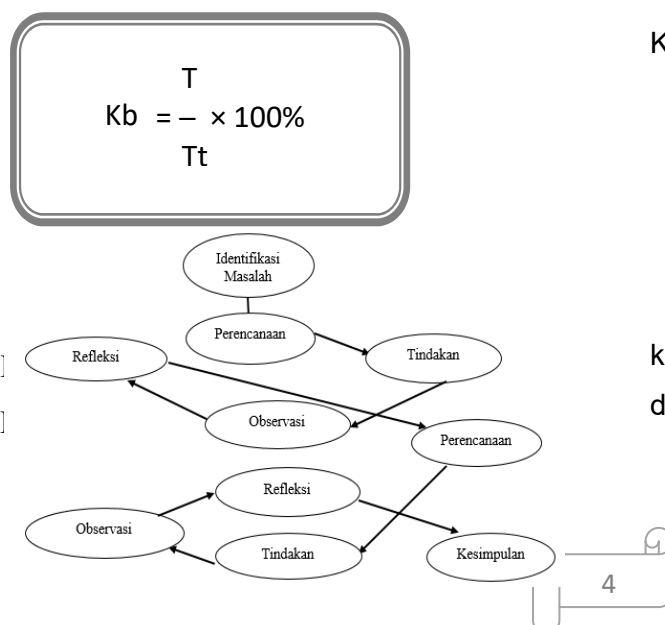 T
Kb = — × 100%
Tt
K
Identifikasi
Masalah
Perencanaan
Refleksi
Tindakan
Observasi
Perencanaan
Refleksi
Observasi
Tindakan
Kesimpulan
k
d
4